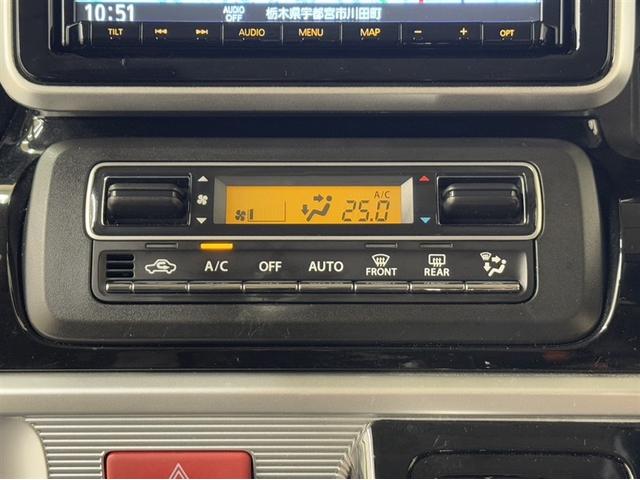 10:51 AUDIO OFF 栃木県宇都宮市川田町
TILT AUDIO MENU MAP - + OPT
A/C
25.0
A/C OFF AUTO FRONT REAR